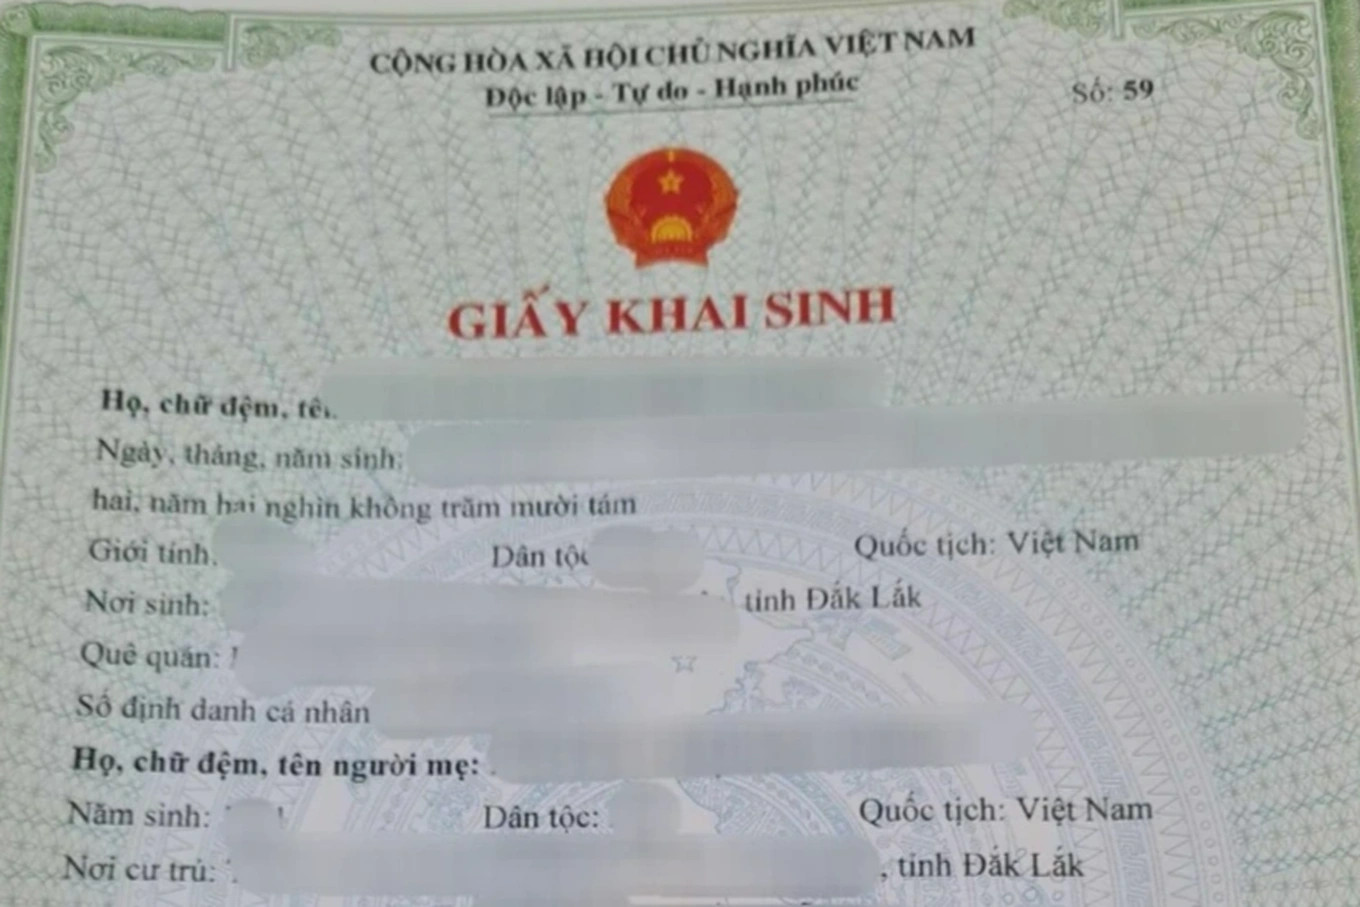 CỘNG HÒA XÃ HỘI CHỦ NGHĨA VIỆT NAM
Độc lập - Tự do - Hạnh phúc
Số: 59
GIẤY KHAI SINH
Họ, chữ đệm, tên
Ngày, tháng, năm sinh:
hai, năm hai nghìn không trăm mười tám
Giới tính: Dân tộc Quốc tịch: Việt Nam
Nơi sinh: tỉnh Đắk Lắk
Quê quán:
Số định danh cá nhân
Họ, chữ đệm, tên người mẹ:
Năm sinh: Dân tộc: Quốc tịch: Việt Nam
Nơi cư trú: , tỉnh Đắk Lắk